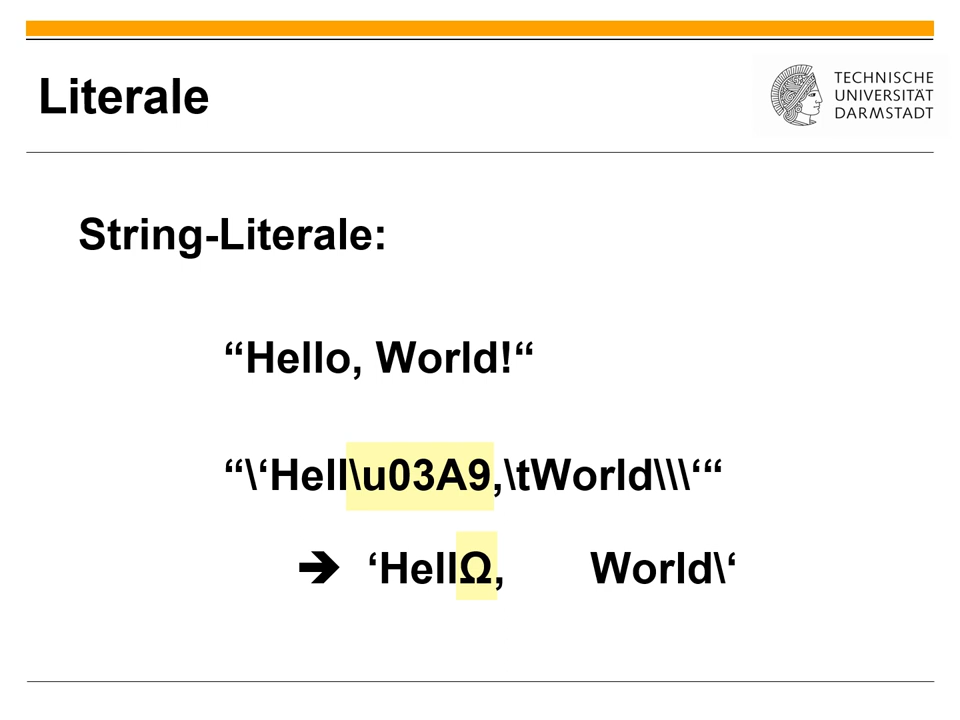 Literale
TECHNISCHE
UNIVERSITÄT
DARMSTADT
String-Literale:
“Hello, World!“
“\‘Hell\u03A9,\tWorld\\\‘“
➔ ‘HellΩ, World\‘